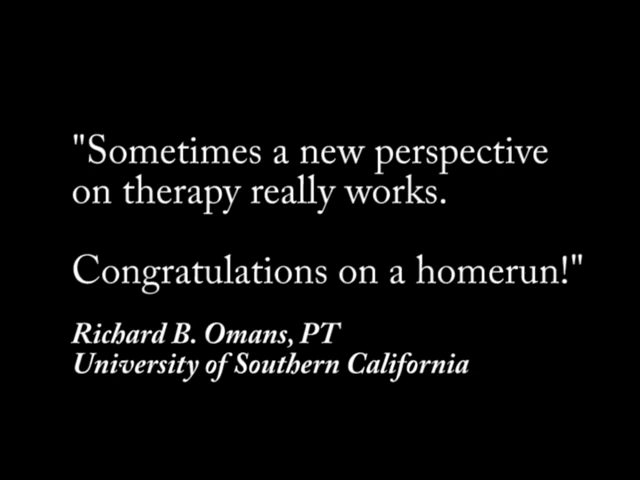 "Sometimes a new perspective
on therapy really works.
Congratulations on a homerun!"
Richard B. Omans, PT
University of Southern California